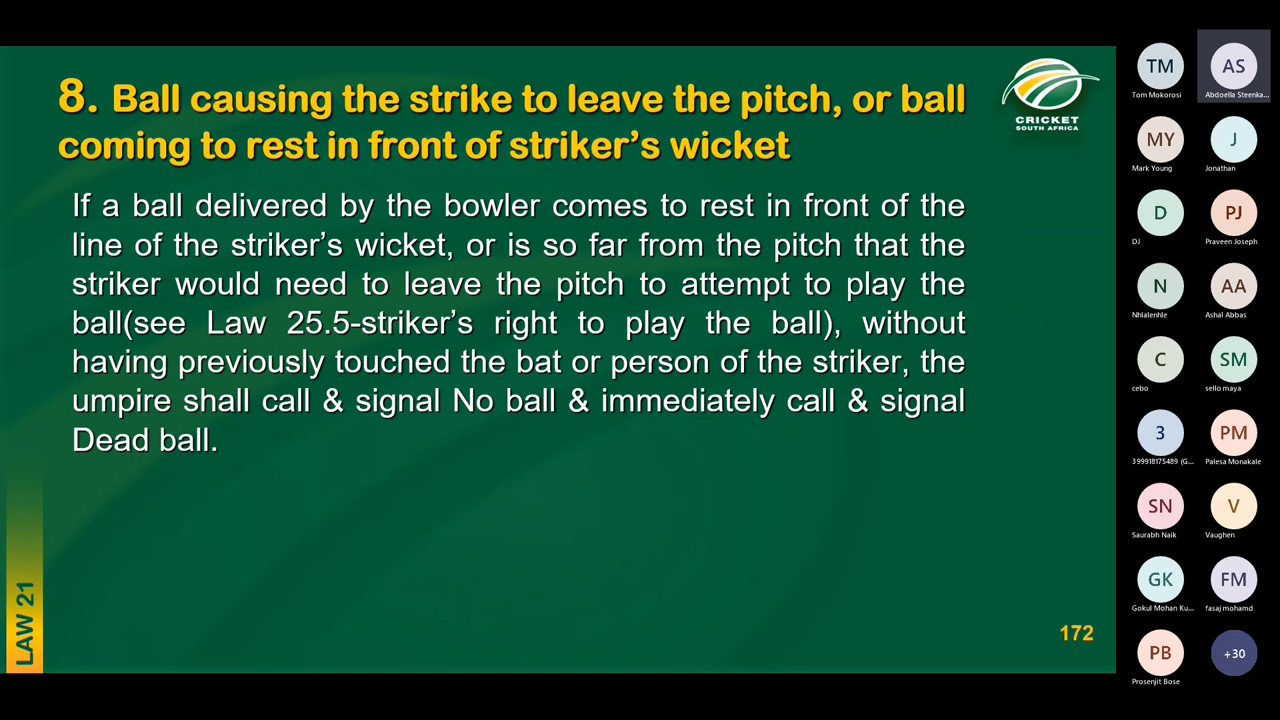 8. Ball causing the strike to leave the pitch, or ball
coming to rest in front of striker's wicket
CRICKET
SOUTH AFRICA
If a ball delivered by the bowler comes to rest in front of the
line of the striker's wicket, or is so far from the pitch that the
striker would need to leave the pitch to attempt to play the
ball(see Law 25.5-striker's right to play the ball), without
having previously touched the bat or person of the striker, the
umpire shall call & signal No ball & immediately call & signal
Dead ball.
LAW 21
172
TM
Tom Mokorosi
AS
Abdoella Steenka...
MY
Mark Young
J
Jonathan
D
DJ
PJ
Praveen Joseph
N
Nhlalenhle
AA
Ashal Abbas
C
cebo
SM
sello maya
3
399918175489 (G...
PM
Palesa Monakale
SN
Saurabh Naik
V
Vaughen
GK
Gokul Mohan Ku...
FM
fasaj mohamd
PB
Prosenjit Bose
+30